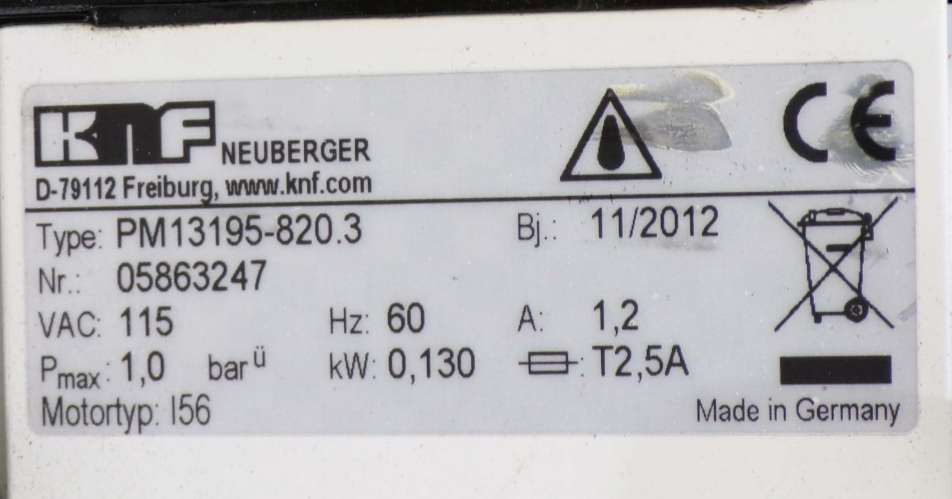 KNF NEUBERGER
D-79112 Freiburg, www.knf.com
CE
Type: PM13195-820.3 Bj.: 11/2012
Nr.: 05863247
VAC: 115 Hz: 60 A: 1,2
Pmax: 1,0 bar ü kW: 0,130 : T2,5A
Motortyp: I56 Made in Germany